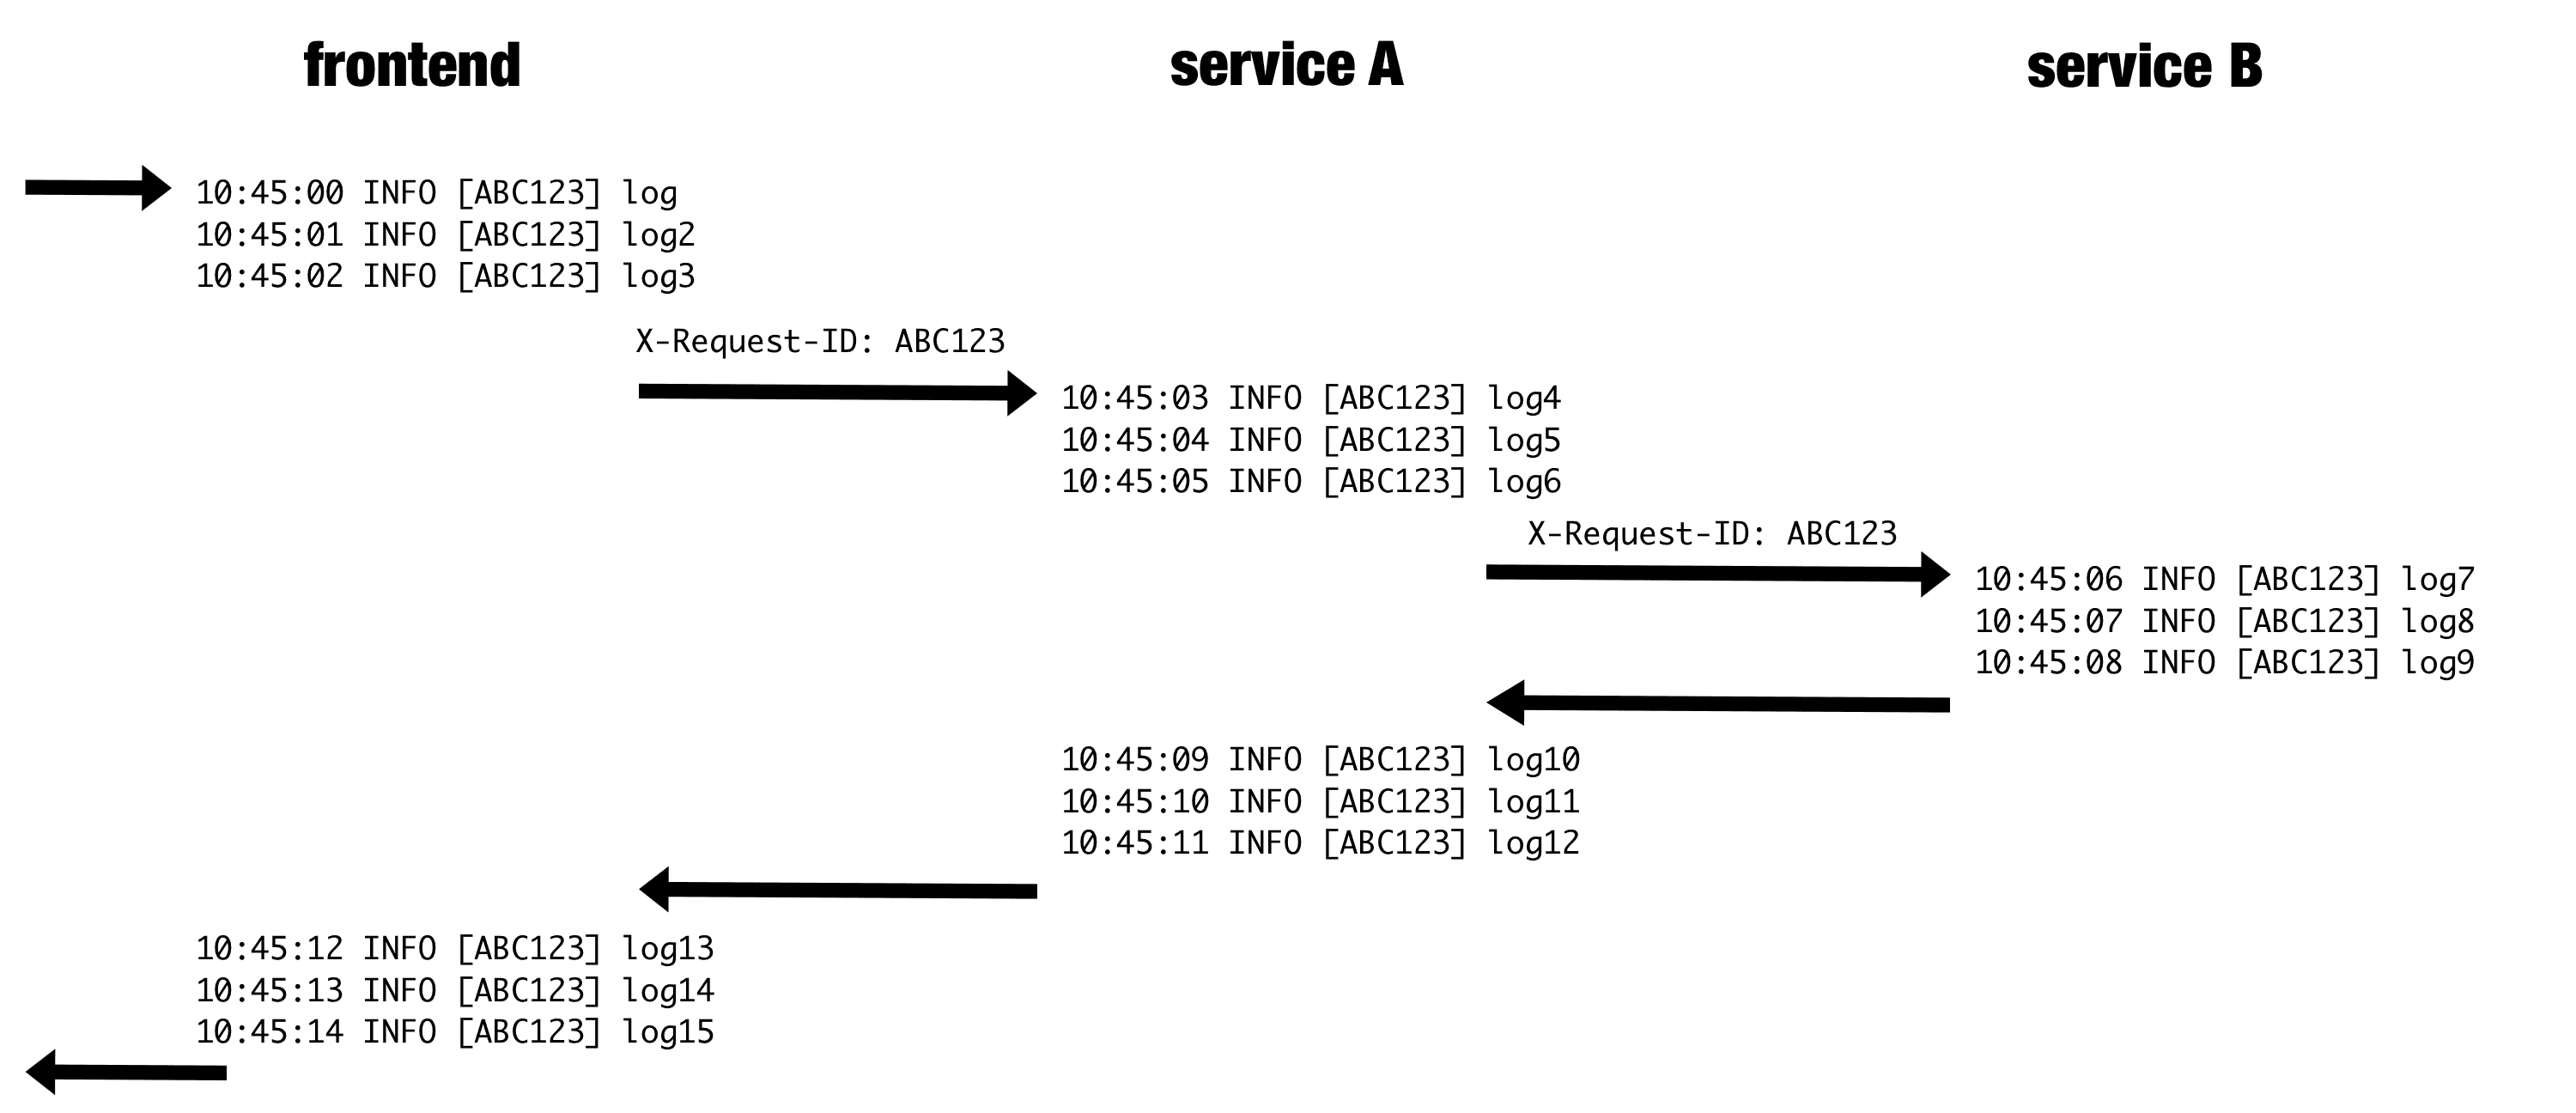 frontend
service A
service B
10:45:00 INFO [ABC123] log
10:45:01 INFO [ABC123] log2
10:45:02 INFO [ABC123] log3
X-Request-ID: ABC123
10:45:03 INFO [ABC123] log4
10:45:04 INFO [ABC123] log5
10:45:05 INFO [ABC123] log6
X-Request-ID: ABC123
10:45:06 INFO [ABC123] log7
10:45:07 INFO [ABC123] log8
10:45:08 INFO [ABC123] log9
10:45:09 INFO [ABC123] log10
10:45:10 INFO [ABC123] log11
10:45:11 INFO [ABC123] log12
10:45:12 INFO [ABC123] log13
10:45:13 INFO [ABC123] log14
10:45:14 INFO [ABC123] log15